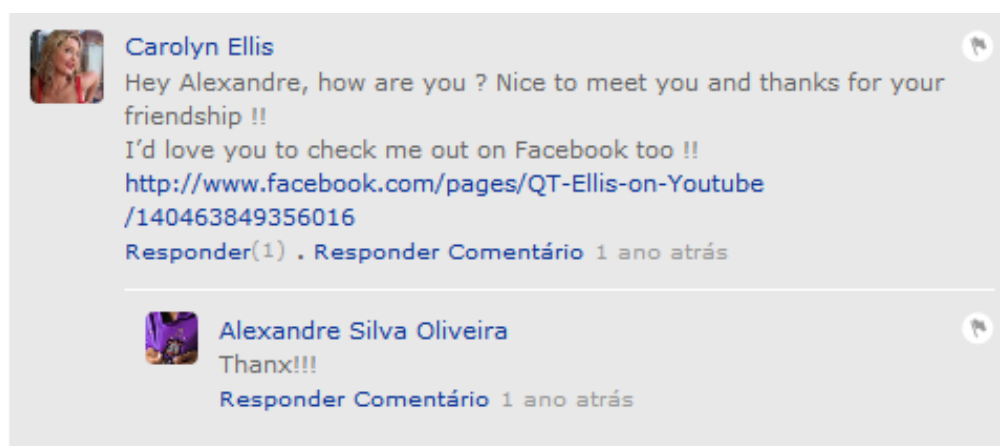 Carolyn Ellis
Hey Alexandre, how are you ? Nice to meet you and thanks for your
friendship !!
I’d love you to check me out on Facebook too !!
http://www.facebook.com/pages/QT-Ellis-on-Youtube
/140463849356016
Responder(1) . Responder Comentário 1 ano atrás
Alexandre Silva Oliveira
Thanx!!!
Responder Comentário 1 ano atrás